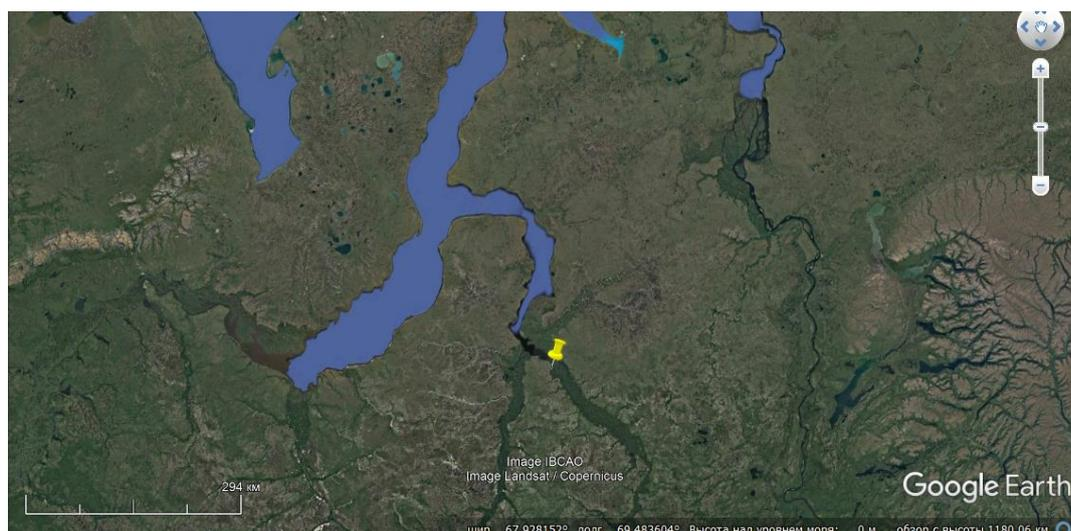 Image IBCAO
Image Landsat / Copernicus
294 км
Google Earth
шир. 67.928152° долг. 69.483604° Высота над уровнем моря: 0 м обзор с высоты 1180.06 км